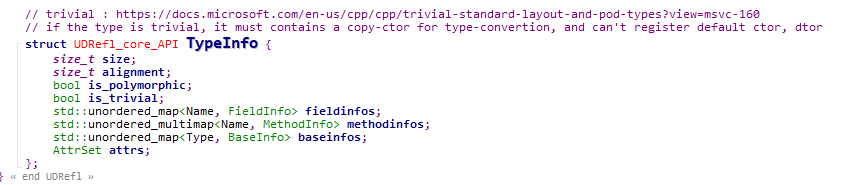 // trivial : https://docs.microsoft.com/en-us/cpp/cpp/trivial-standard-layout-and-pod-types?view=msvc-160
// if the type is trivial, it must contains a copy-ctor for type-convertion, and can't register default ctor, dtor
struct UDRefl_core_API TypeInfo {
size_t size;
size_t alignment;
bool is_polymorphic;
bool is_trivial;
std::unordered_map<Name, FieldInfo> fieldinfos;
std::unordered_multimap<Name, MethodInfo> methodinfos;
std::unordered_map<Type, BaseInfo> baseinfos;
AttrSet attrs;
};
} « end UDRefl »